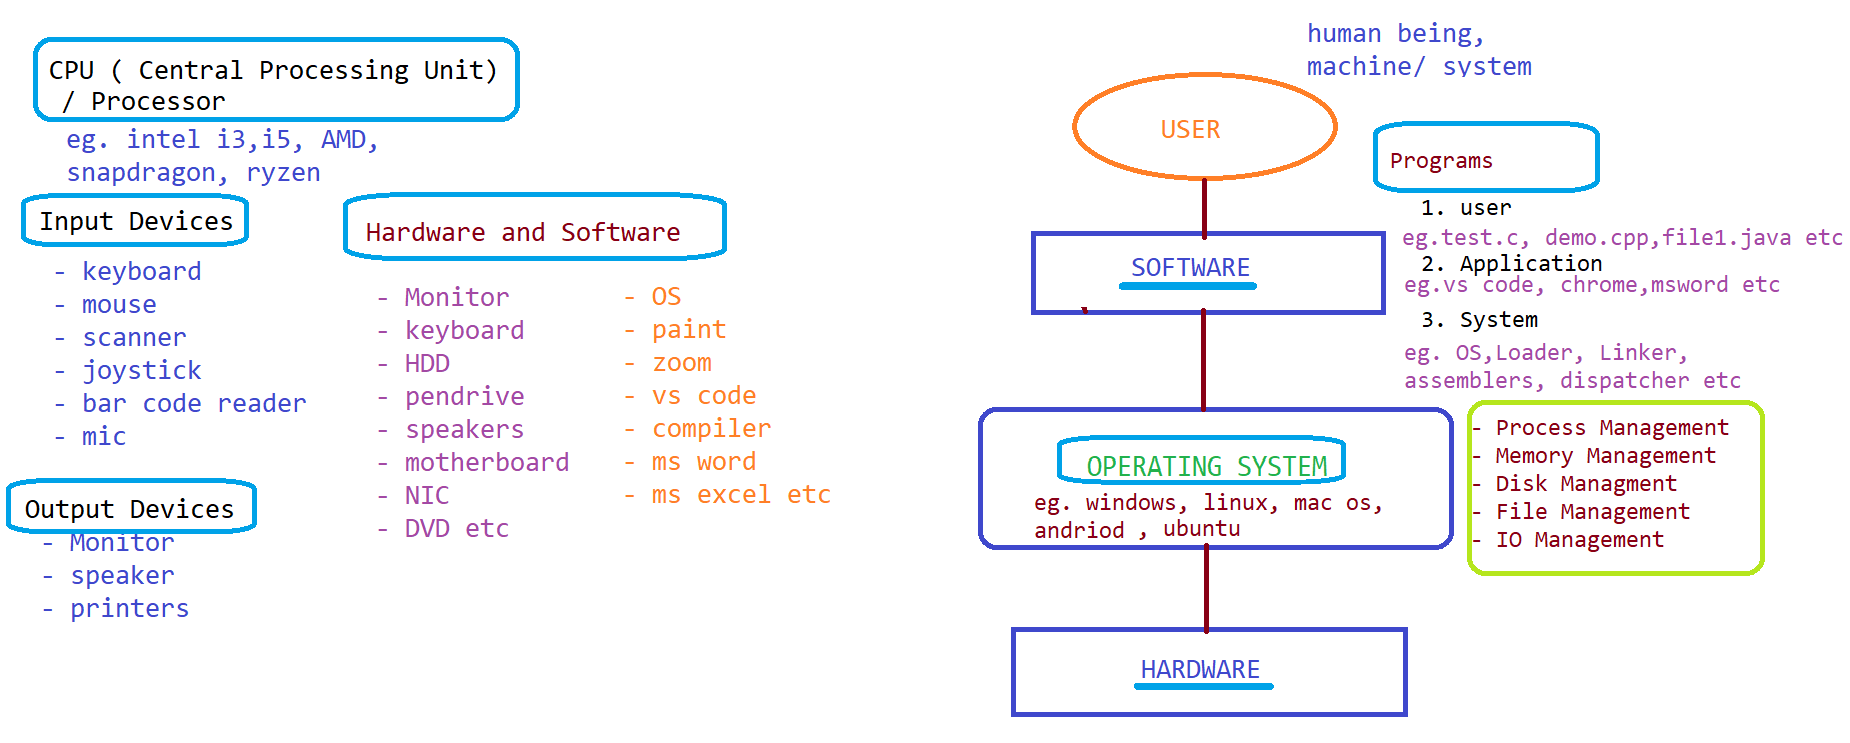 CPU ( Central Processing Unit)
/ Processor
eg. intel i3,i5, AMD,
snapdragon, ryzen
Input Devices
- keyboard
- mouse
- scanner
- joystick
- bar code reader
- mic
Output Devices
- Monitor
- speaker
- printers
Hardware and Software
- Monitor
- keyboard
- HDD
- pendrive
- speakers
- motherboard
- NIC
- DVD etc
- OS
- paint
- zoom
- vs code
- compiler
- ms word
- ms excel etc
human being,
machine/ system
USER
SOFTWARE
OPERATING SYSTEM
eg. windows, linux, mac os,
andriod , ubuntu
HARDWARE
Programs
1. user
eg.test.c, demo.cpp,file1.java etc
2. Application
eg.vs code, chrome,msword etc
3. System
eg. OS,Loader, Linker,
assemblers, dispatcher etc
- Process Management
- Memory Management
- Disk Managment
- File Management
- IO Management